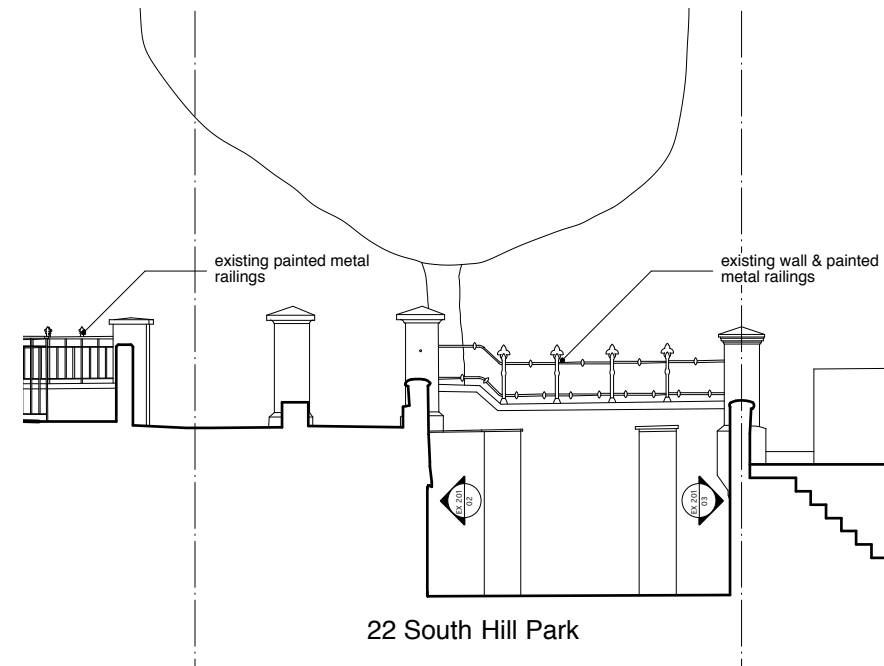 existing painted metal
railings
existing wall & painted
metal railings
EX 201
02
EX 201
03
22 South Hill Park